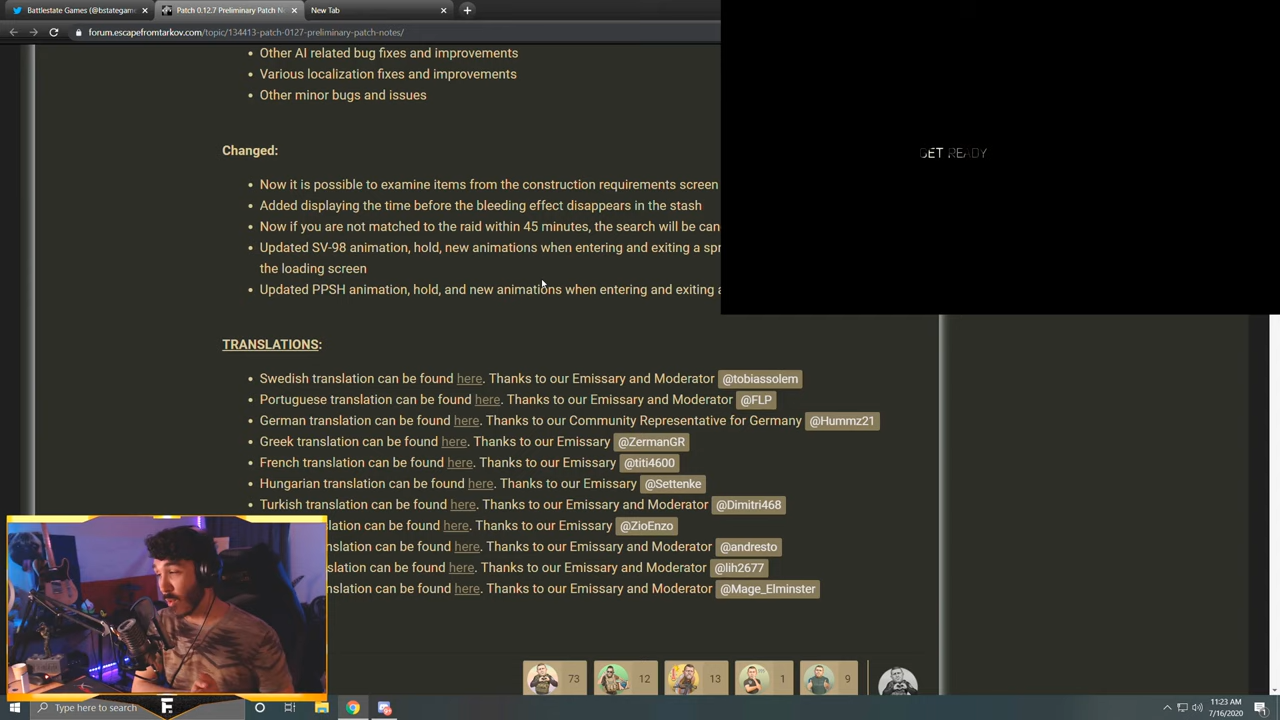 Battlestate Games (@bstategam
Patch 0.12.7 Preliminary Patch N
New Tab
forum.escapefromtarkov.com/topic/134413-patch-0127-preliminary-patch-notes/
Other AI related bug fixes and improvements
Various localization fixes and improvements
Other minor bugs and issues
GET READY
Changed:
Now it is possible to examine items from the construction requirements screen
Added displaying the time before the bleeding effect disappears in the stash
Now if you are not matched to the raid within 45 minutes, the search will be can
Updated SV-98 animation, hold, new animations when entering and exiting a spr
the loading screen
Updated PPSH animation, hold, and new animations when entering and exiting a
TRANSLATIONS:
Swedish translation can be found here. Thanks to our Emissary and Moderator @tobiassolem
Portuguese translation can be found here. Thanks to our Emissary and Moderator @FLP
German translation can be found here. Thanks to our Community Representative for Germany @Hummz21
Greek translation can be found here. Thanks to our Emissary @ZermanGR
French translation can be found here. Thanks to our Emissary @titi4600
Hungarian translation can be found here. Thanks to our Emissary @Settenke
Turkish translation can be found here. Thanks to our Emissary and Moderator @Dimitri468
lation can be found here. Thanks to our Emissary @ZioEnzo
nslation can be found here. Thanks to our Emissary and Moderator @andresto
nslation can be found here. Thanks to our Emissary and Moderator @lih2677
nslation can be found here. Thanks to our Emissary and Moderator @Mage_Elminster
73
12
13
1
9
Type here to search
11:23 AM
7/16/2020